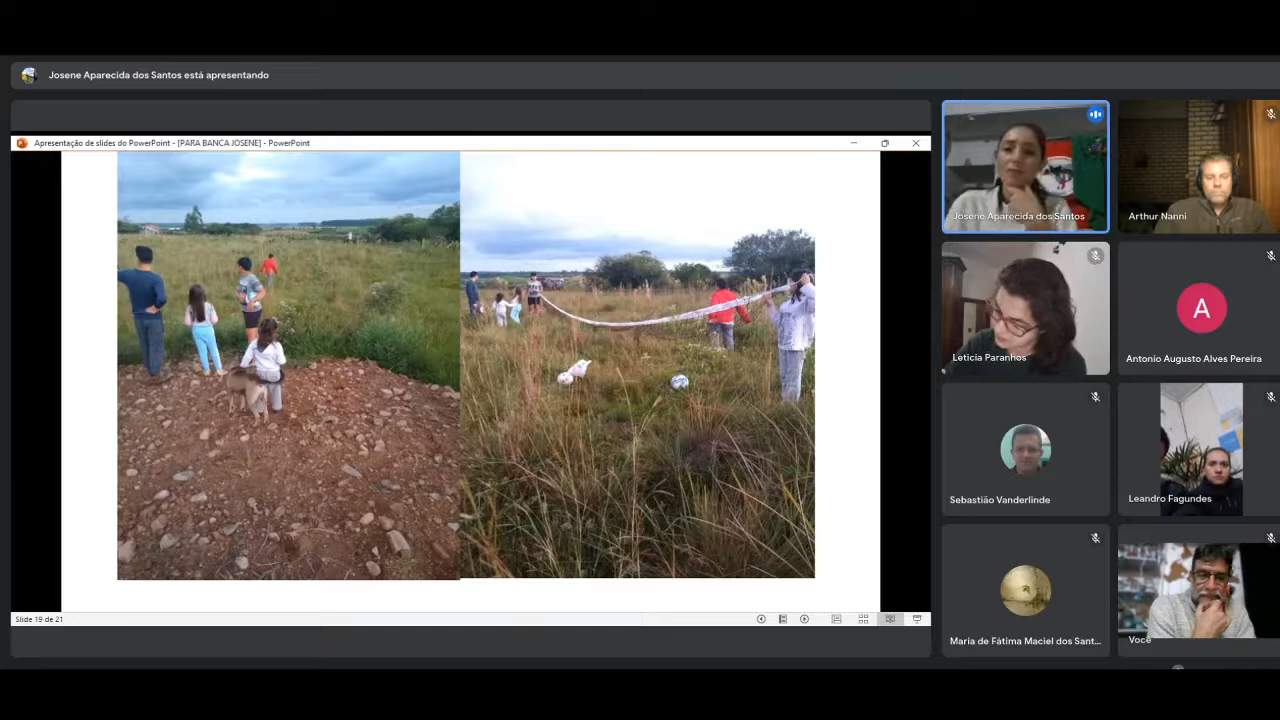 Josene Aparecida dos Santos está apresentando
Apresentação de slides do PowerPoint - [PARA BANCA JOSENE] - PowerPoint
Josene Aparecida dos Santos
Arthur Nanni
Leticia Paranhos
A
Antonio Augusto Alves Pereira
Sebastião Vanderlinde
Leandro Fagundes
Maria de Fátima Maciel dos Sant...
Você
Slide 19 de 21